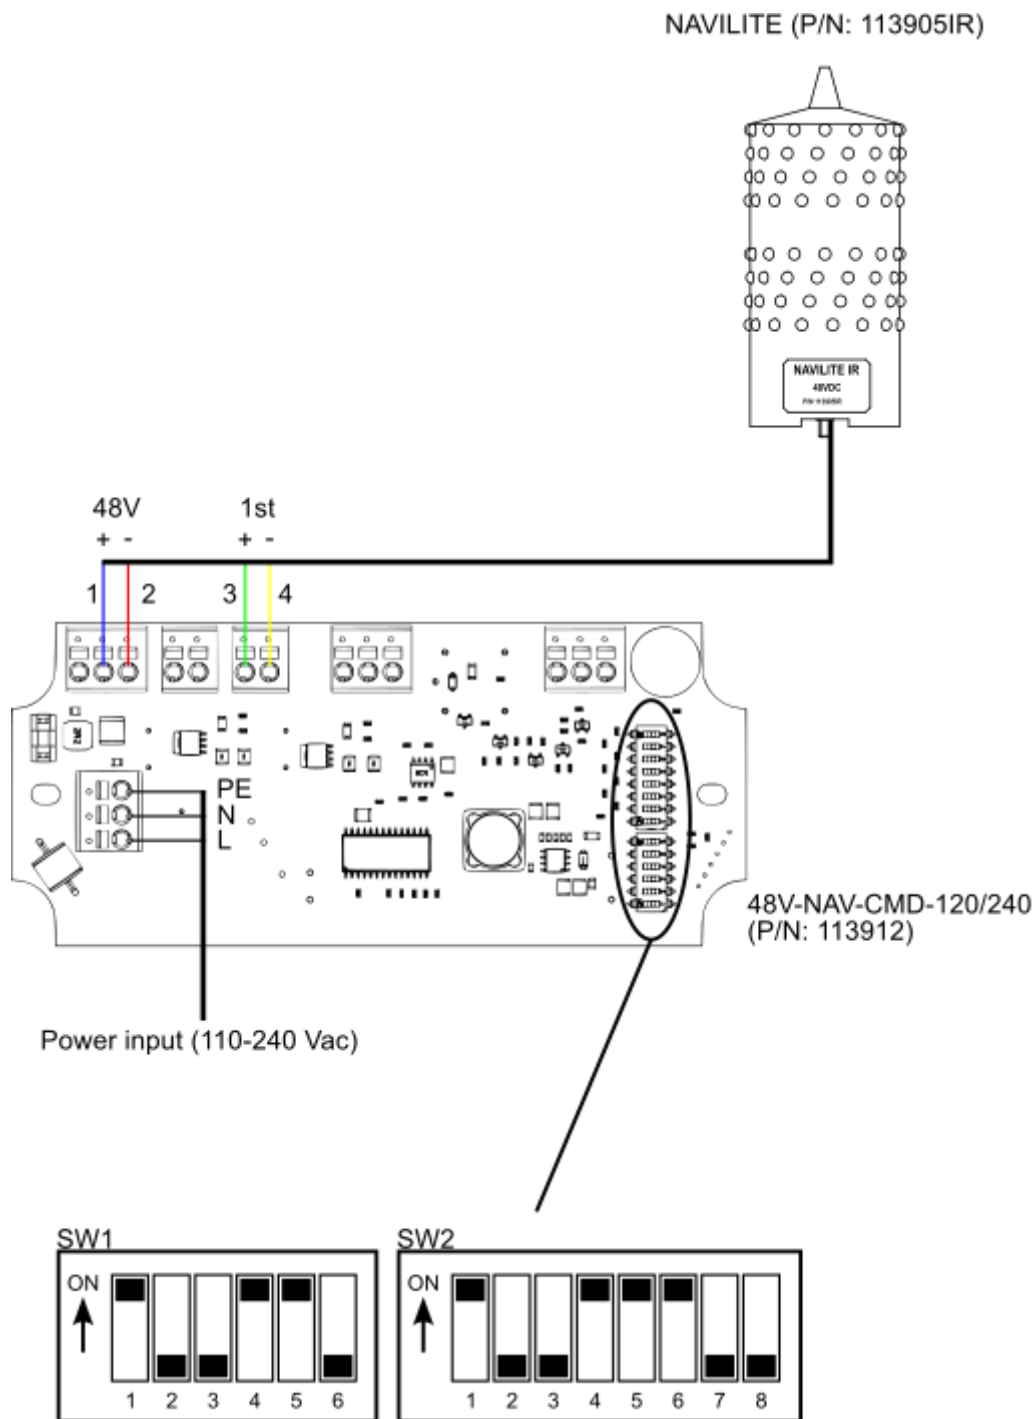 NAVILITE (P/N: 113905IR)
NAVILITE IR
48VDC
P/N 113905IR
48V 1st
+ - + -
1 2 3 4
PE
N
L
48V-NAV-CMD-120/240
(P/N: 113912)
Power input (110-240 Vac)
SW1 SW2
ON ON
1 2 3 4 5 6 1 2 3 4 5 6 7 8